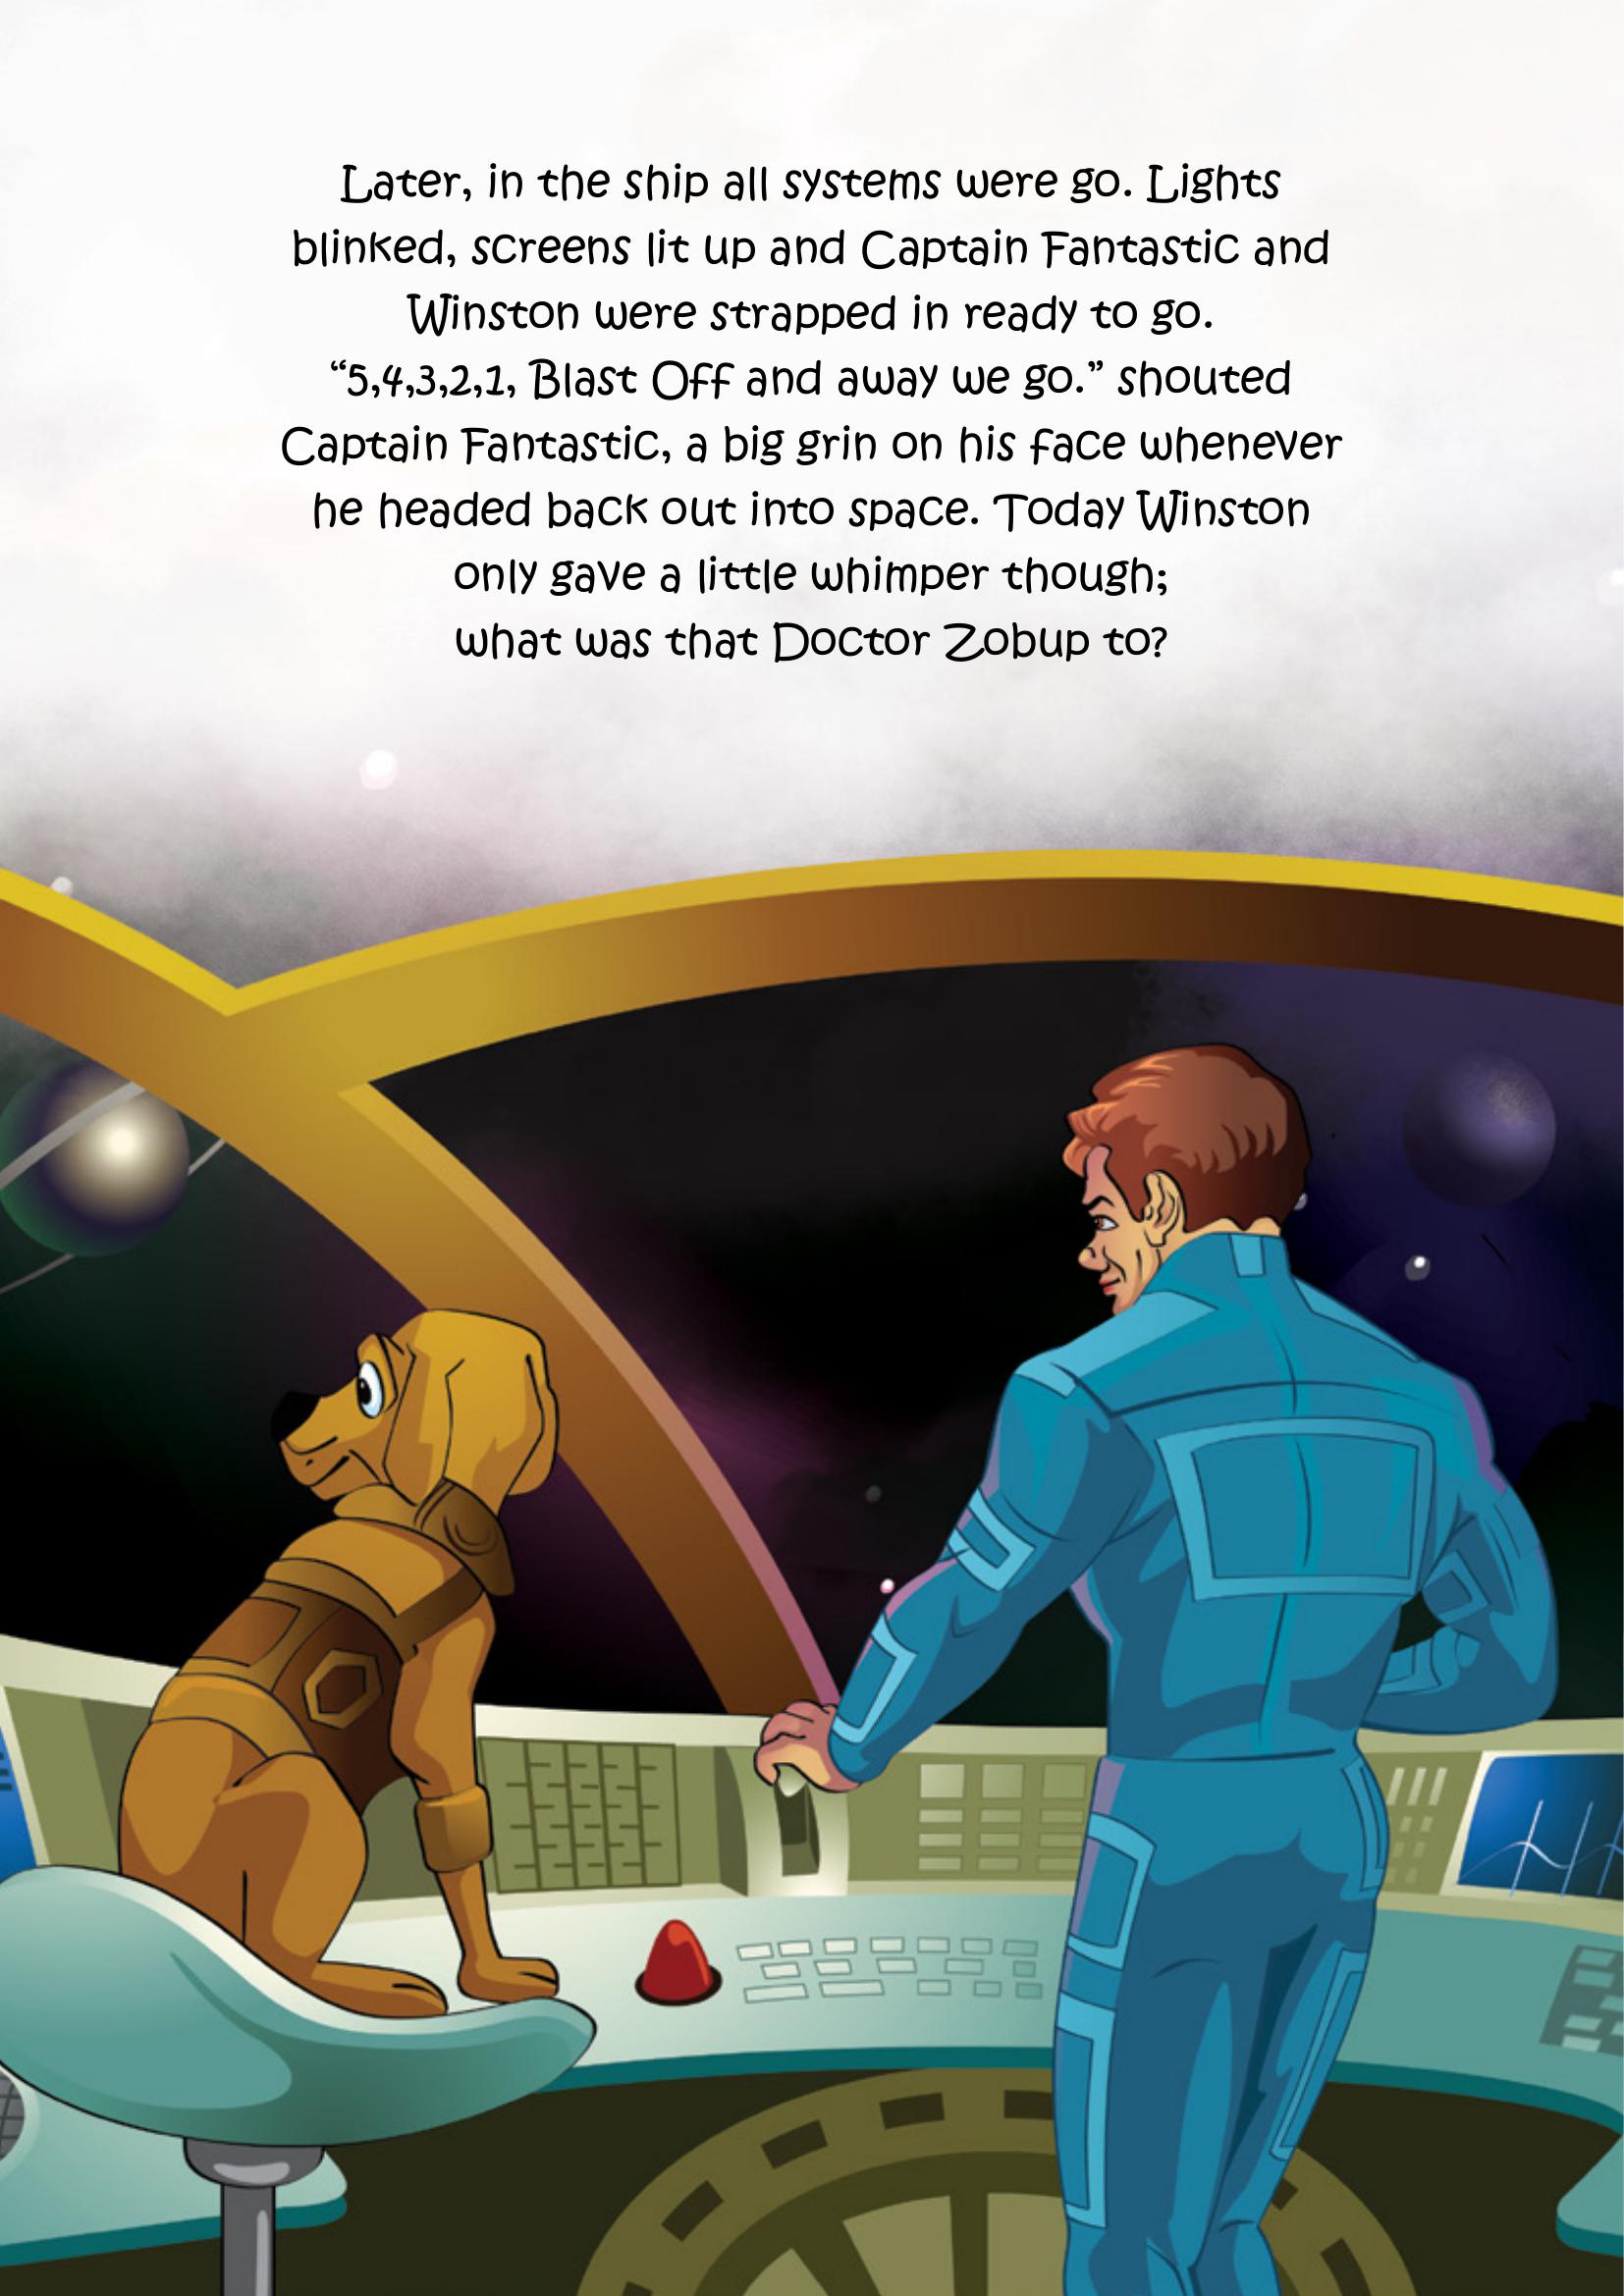 Later, in the ship all systems were go. Lights
blinked, screens lit up and Captain Fantastic and
Winston were strapped in ready to go.
“5,4,3,2,1, Blast Off and away we go.” shouted
Captain Fantastic, a big grin on his face whenever
he headed back out into space. Today Winston
only gave a little whimper though;
what was that Doctor Zobup to?